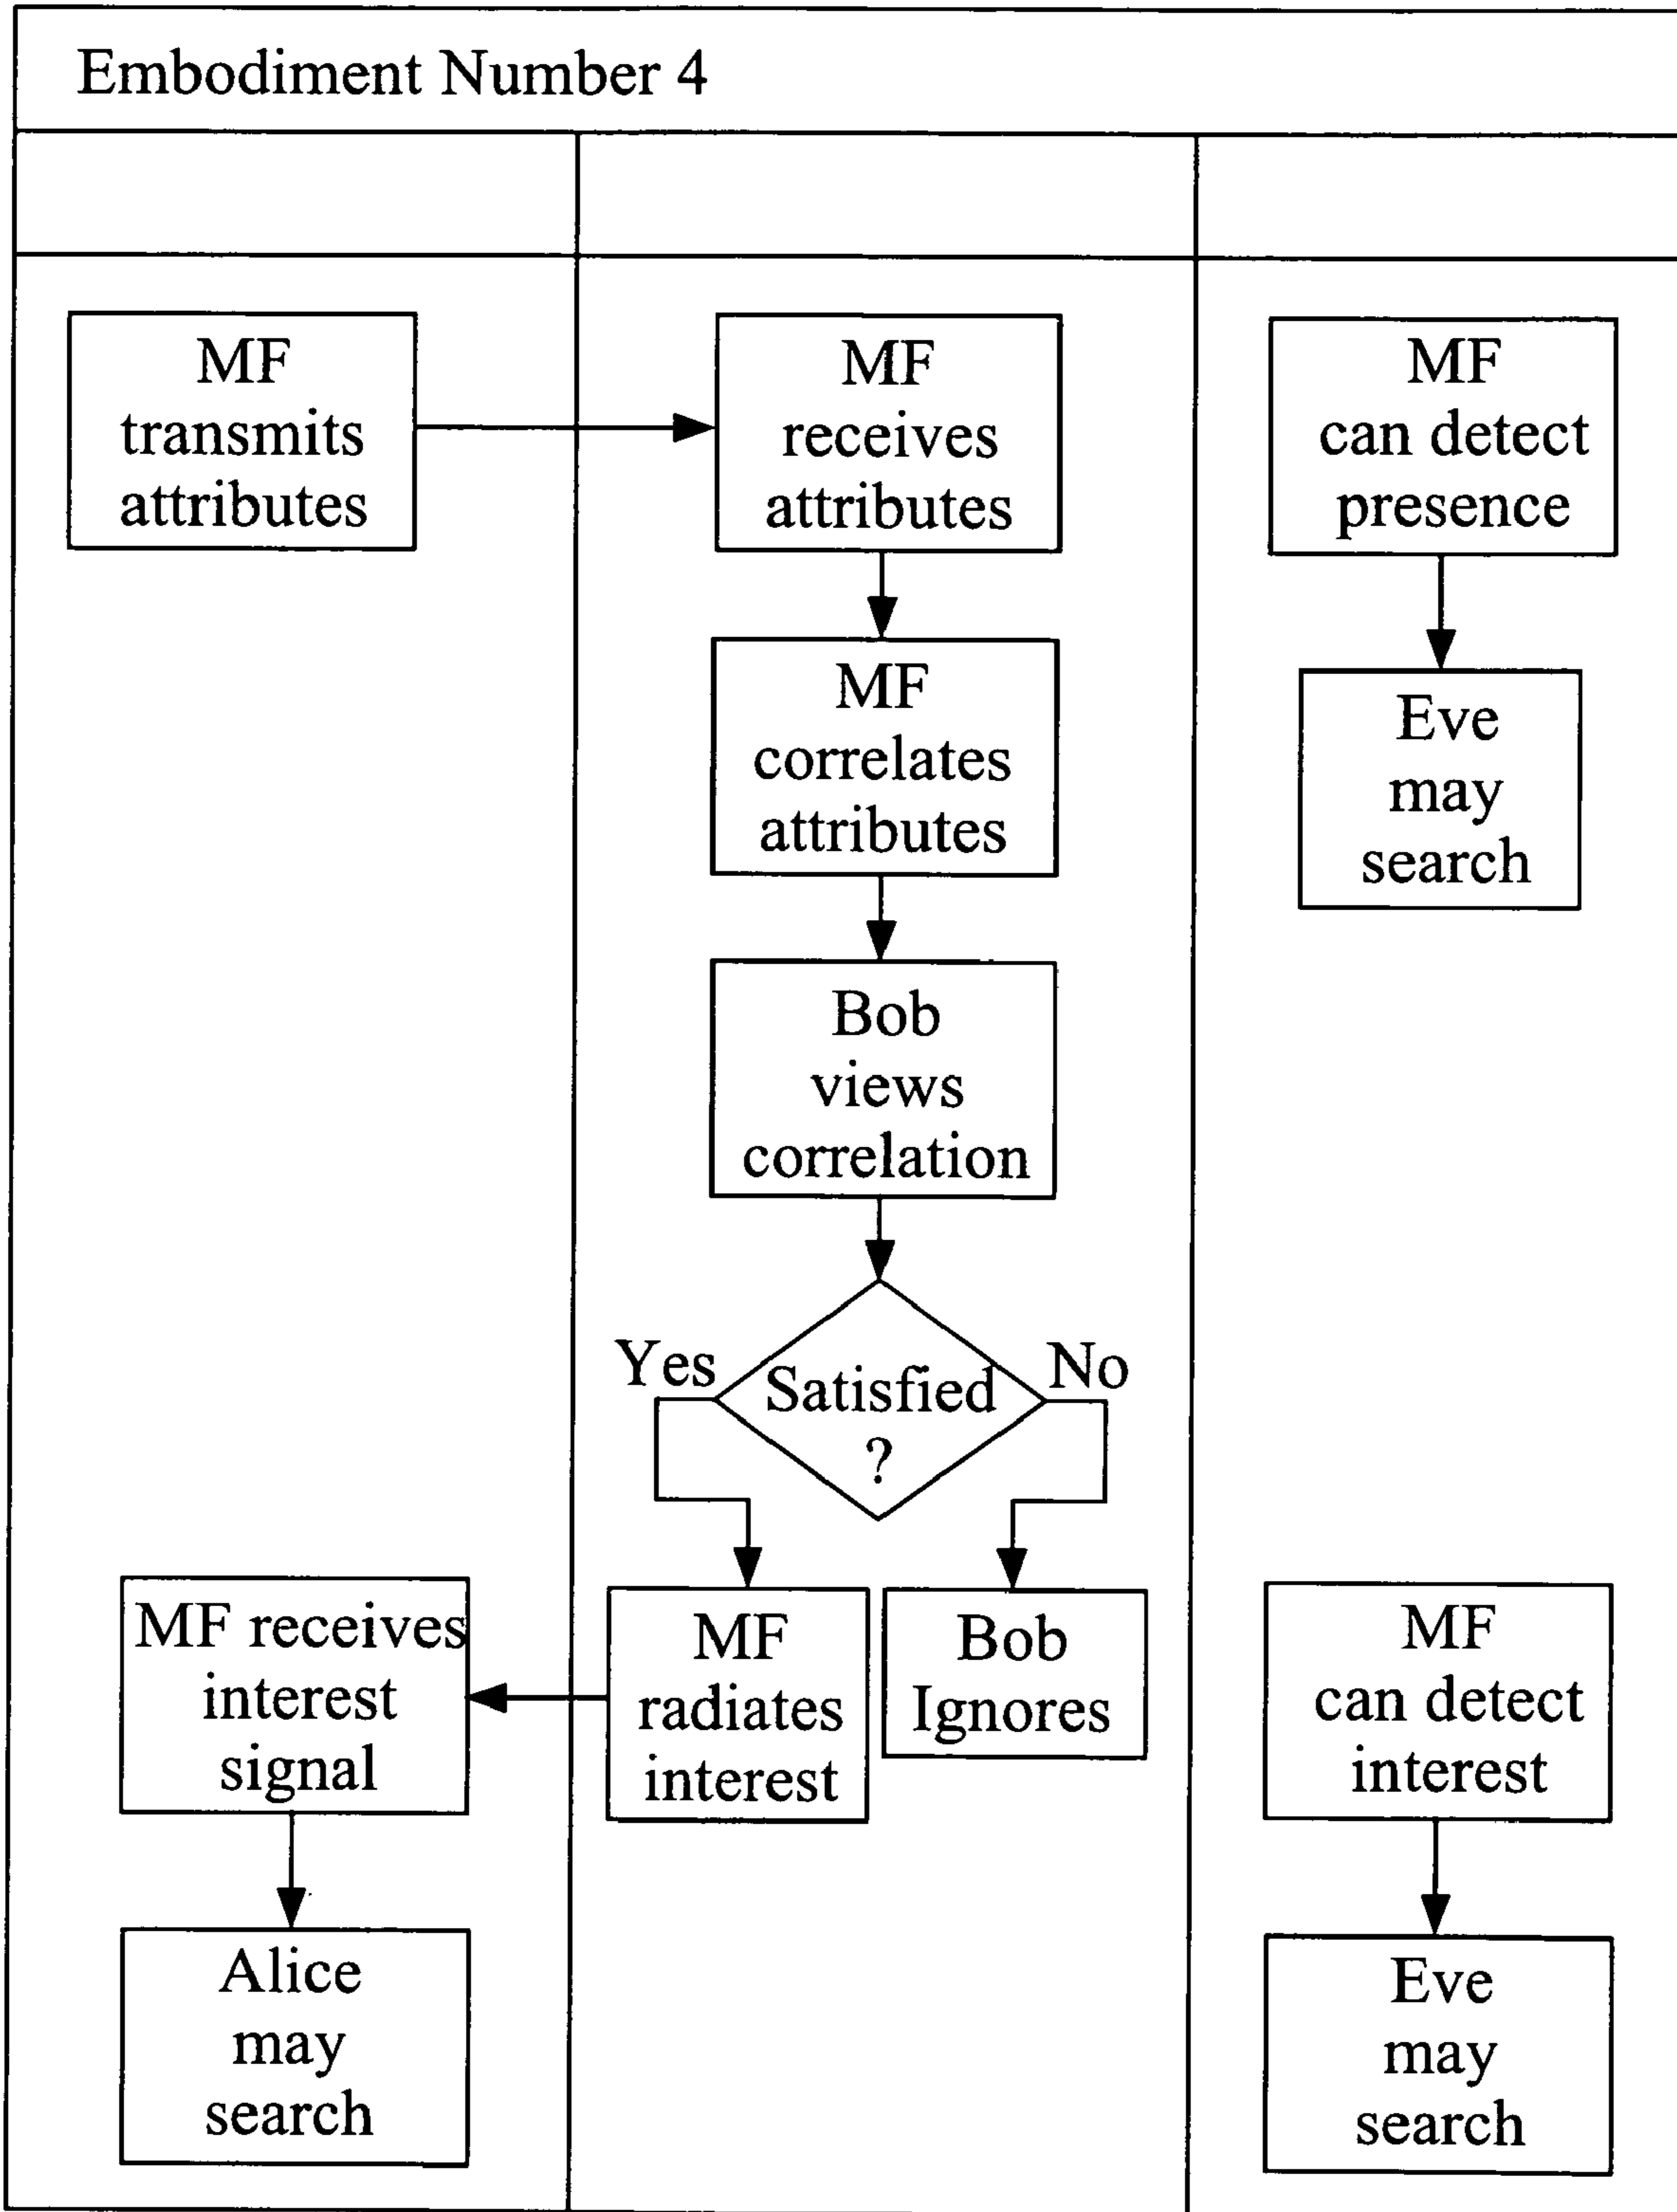 Embodiment Number 4
MF
transmits
attributes
MF
receives
attributes
MF
can detect
presence
MF
correlates
attributes
Eve
may
search
Bob
views
correlation
Yes
Satisfied
?
No
MF receives
interest
signal
MF
radiates
interest
Bob
Ignores
MF
can detect
interest
Alice
may
search
Eve
may
search